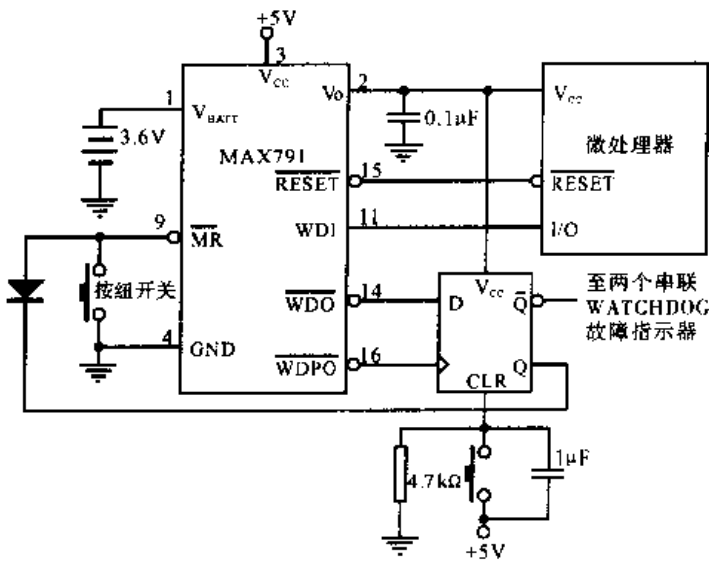 +5V
3
Vcc
1
VBATT
3.6V
MAX791
Vo
2
0.1μF
Vcc
微处理器
RESET
15
RESET
9
MR
WDI
11
I/O
按纽开关
WDO
14
D
Vcc
Q
至两个串联
WATCHDOG
故障指示器
4
GND
WDPO
16
Q
CLR
4.7kΩ
1μF
+5V